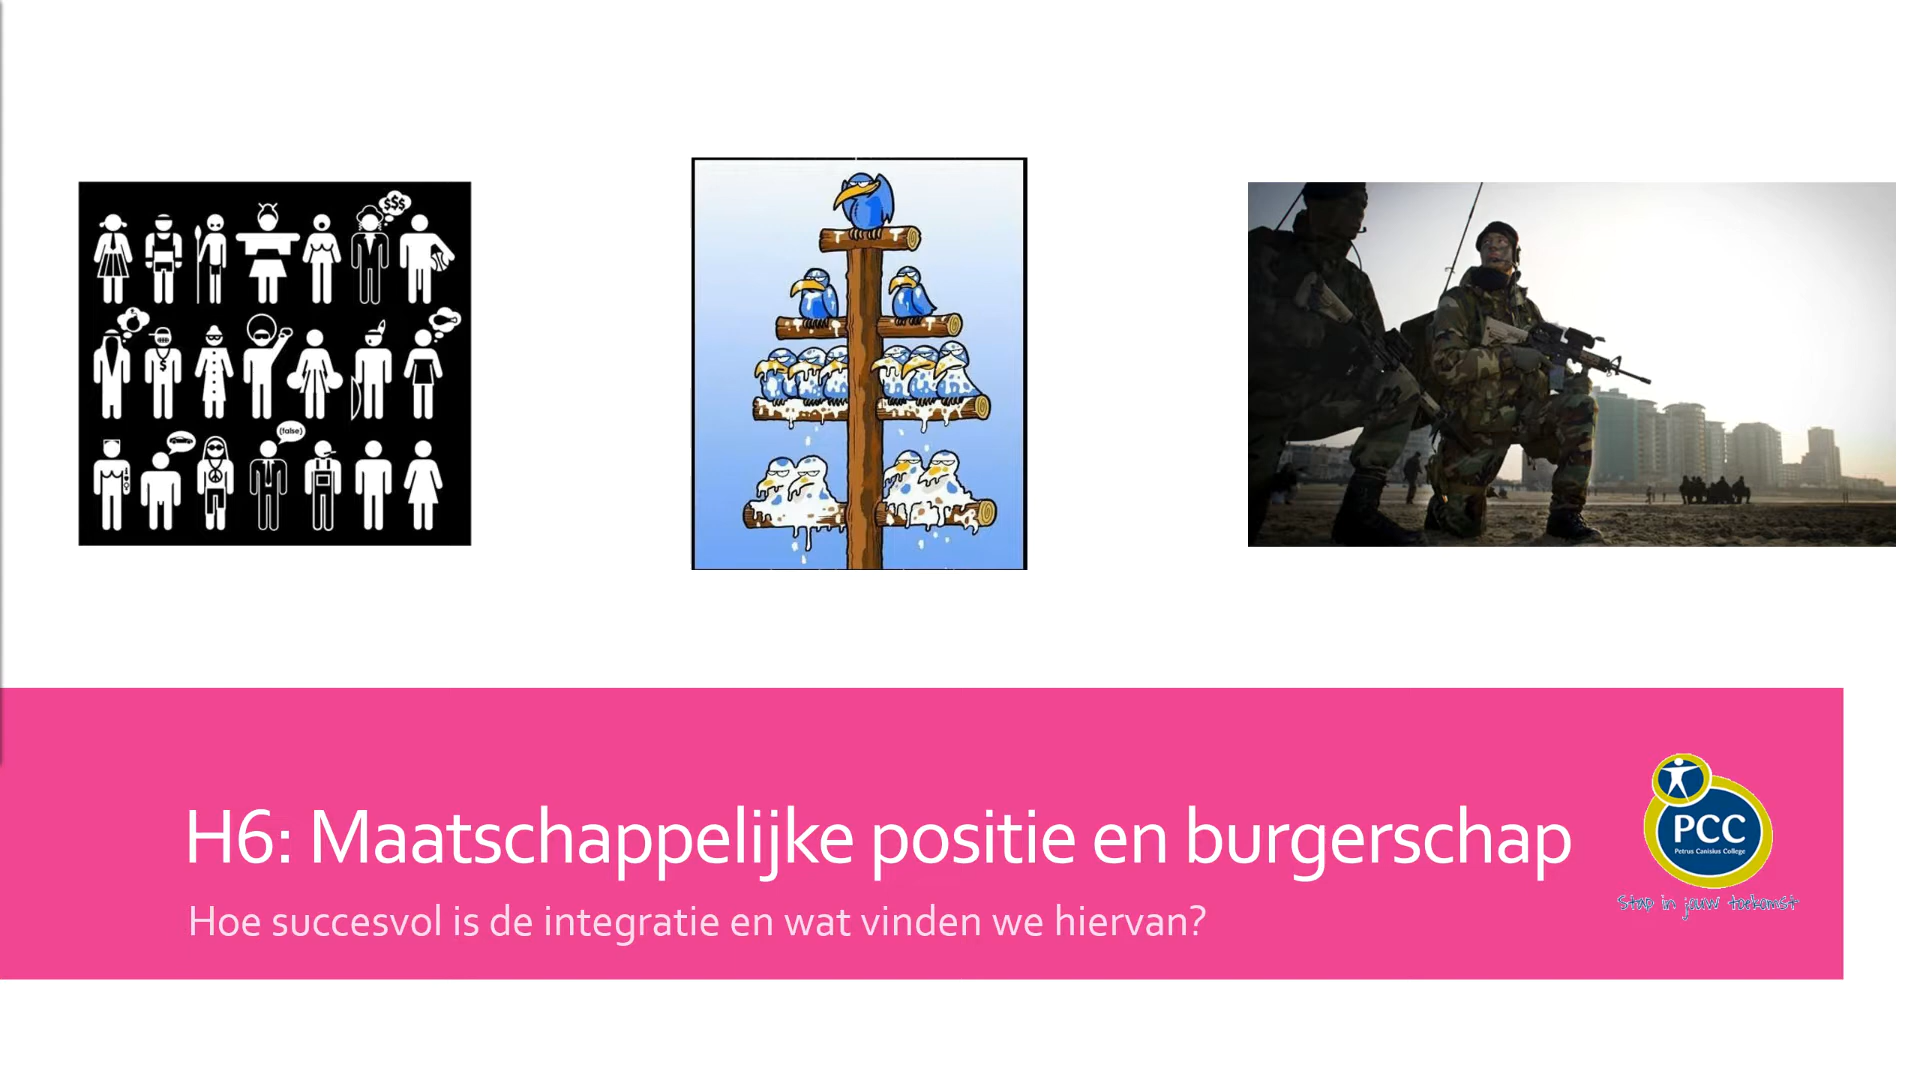 $$$
$
(false)
H6: Maatschappelijke positie en burgerschap
Hoe succesvol is de integratie en wat vinden we hiervan?
PCC
Petrus Canisius College
Stap in jouw toekomst